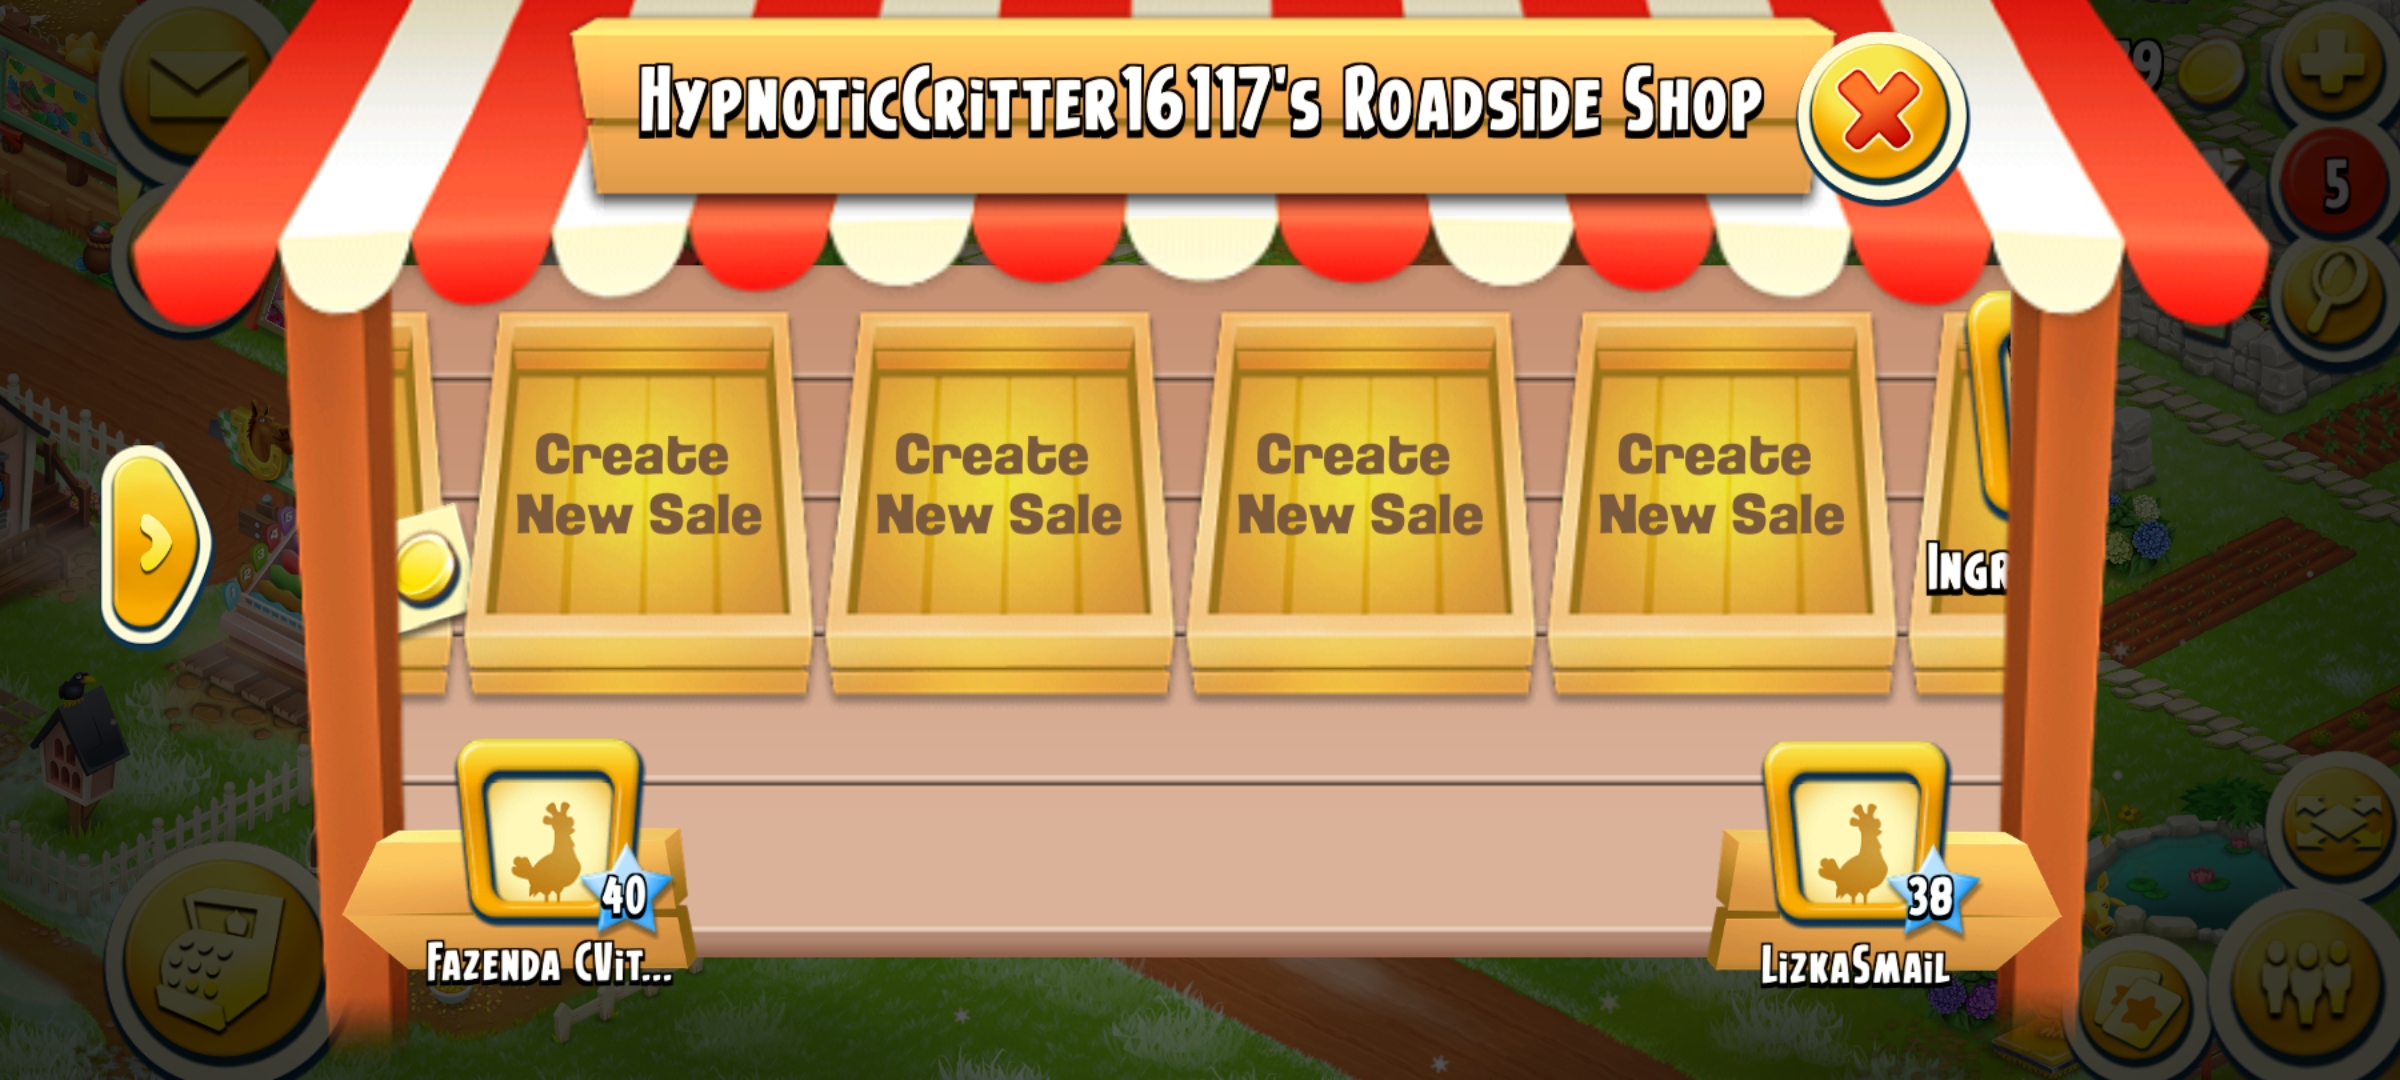 HypnoticCritter16117's Roadside Shop
5
Create
New Sale
Create
New Sale
Create
New Sale
Create
New Sale
40
Fazenda CVit...
38
LizkaSmail